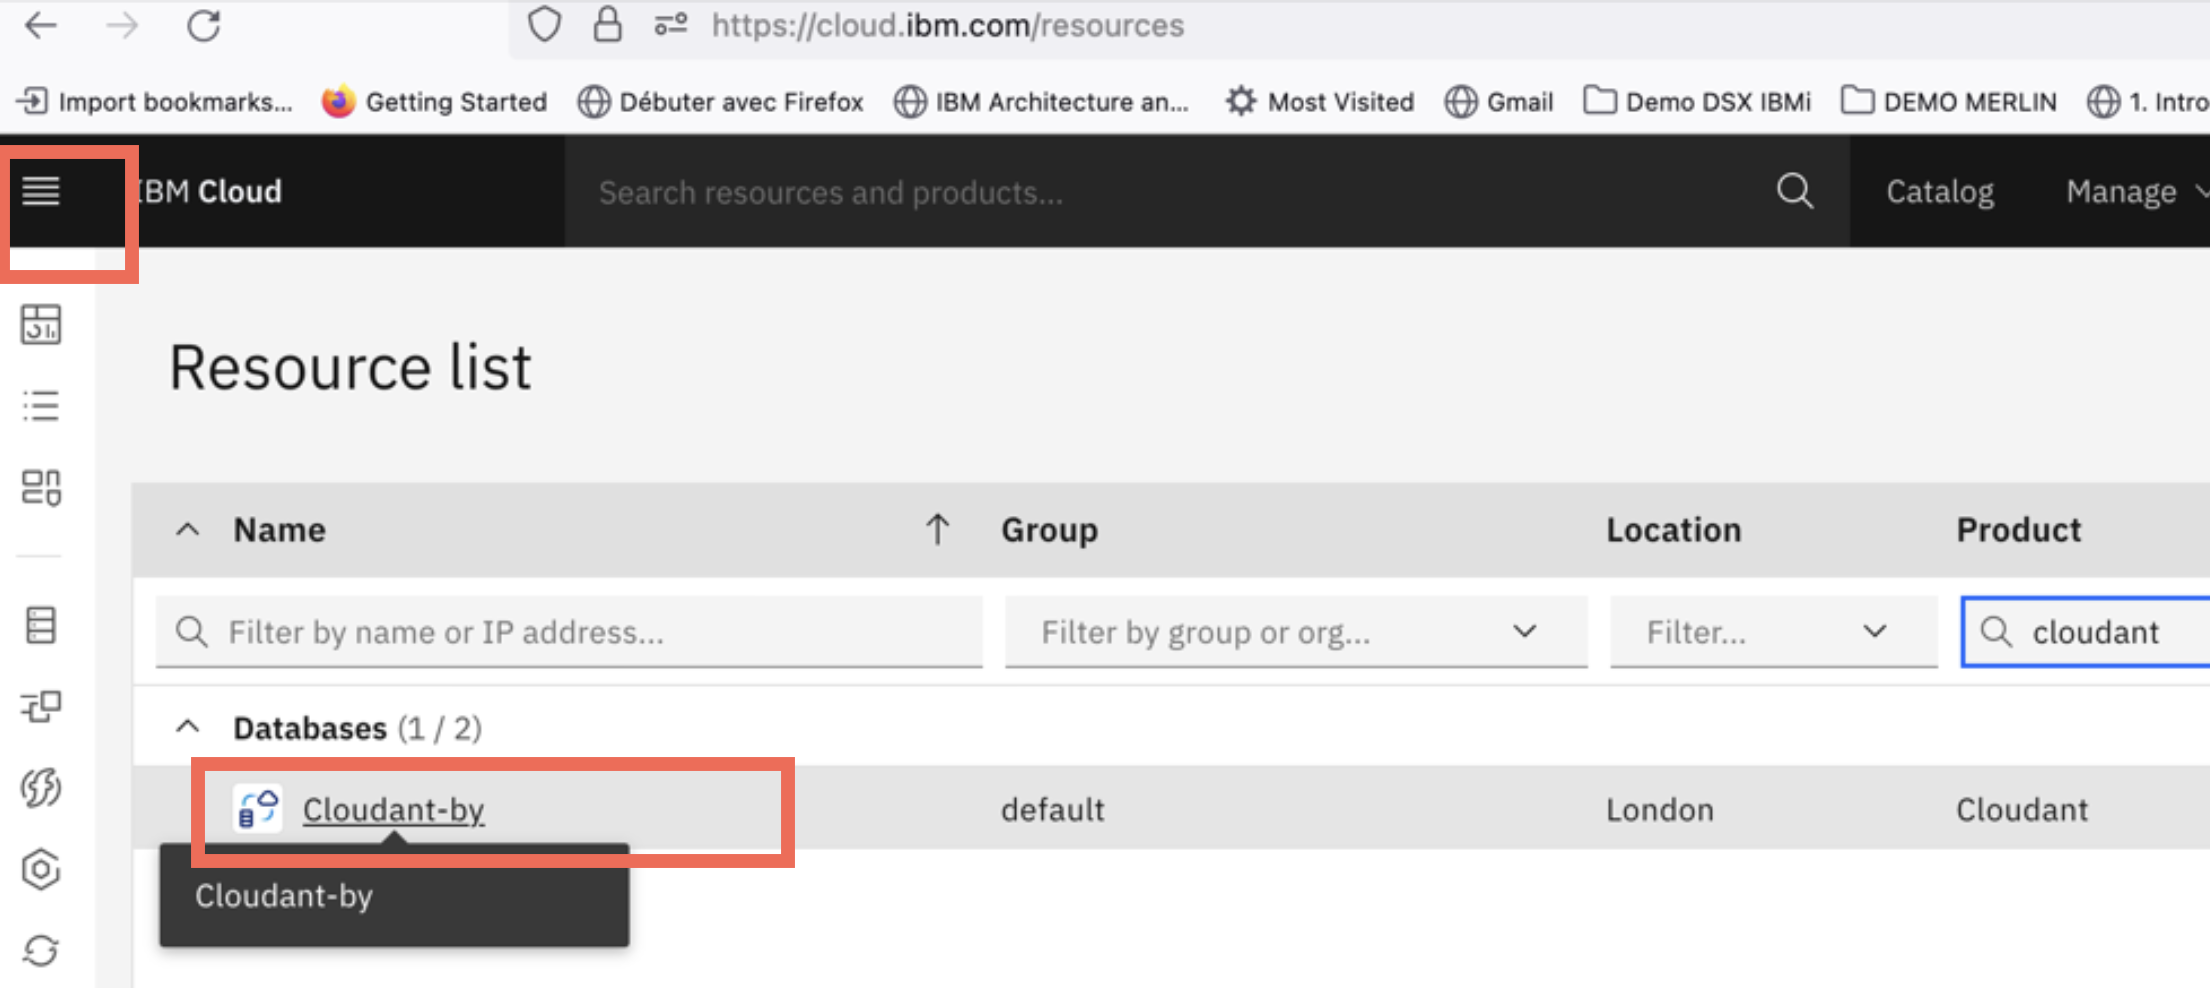 https://cloud.ibm.com/resources
Import bookmarks... Getting Started Débuter avec Firefox IBM Architecture an... Most Visited Gmail Demo DSX IBMi DEMO MERLIN 1. Intro
IBM Cloud Search resources and products... Catalog Manage
Resource list
Name Group Location Product
Filter by name or IP address... Filter by group or org... Filter... cloudant
Databases (1 / 2)
Cloudant-by default London Cloudant
Cloudant-by